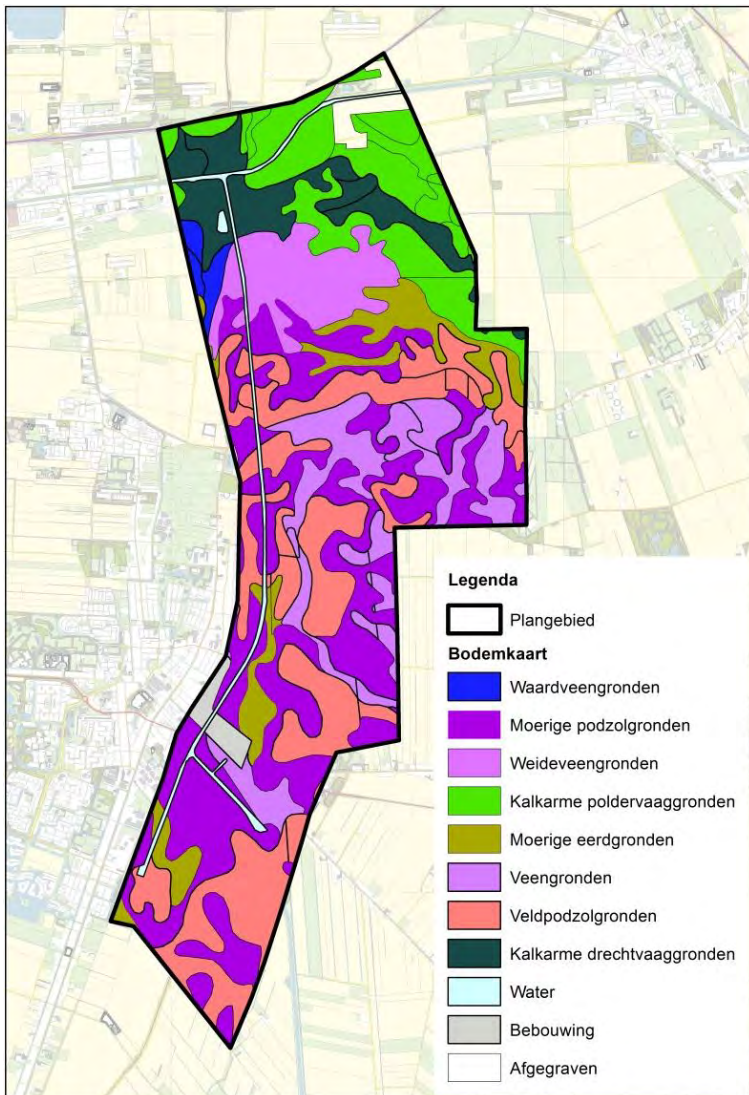 Legenda
Plangebied
Bodemkaart
Waardveengronden
Moerige podzolgronden
Weideveengronden
Kalkarme poldervaaggronden
Moerige eerdgronden
Veengronden
Veldpodzolgronden
Kalkarme drechtvaaggronden
Water
Bebouwing
Afgegraven